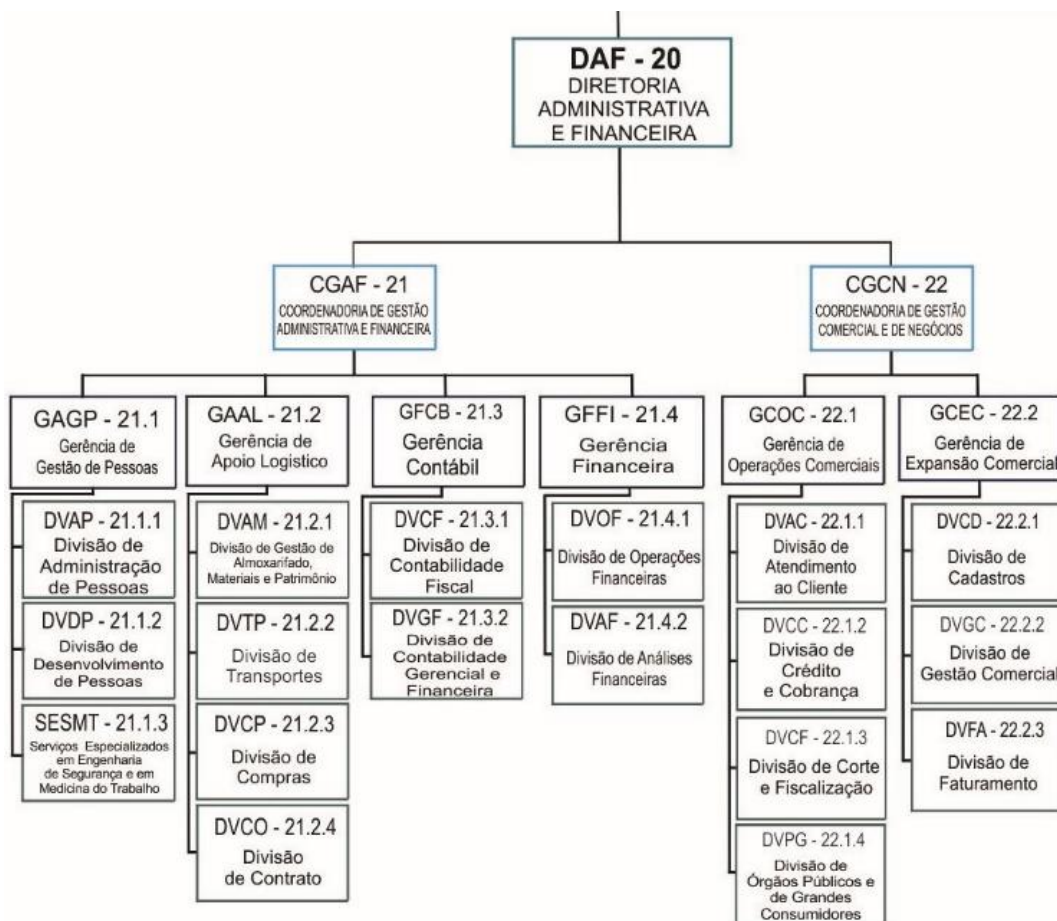 DAF - 20
DIRETORIA
ADMINISTRATIVA
E FINANCEIRA
CGAF - 21
COORDENADORIA DE GESTÃO
ADMINISTRATIVA E FINANCEIRA
CGCN - 22
COORDENADORIA DE GESTÃO
COMERCIAL E DE NEGÓCIOS
GAGP - 21.1
Gerência de
Gestão de Pessoas
GAAL - 21.2
Gerência de
Apoio Logistico
GFCB - 21.3
Gerência
Contábil
GFFI - 21.4
Gerência
Financeira
GCOC - 22.1
Gerência de
Operações Comerciais
GCEC - 22.2
Gerência de
Expansão Comercial
DVAP - 21.1.1
Divisão de
Administração
de Pessoas
DVDP - 21.1.2
Divisão de
Desenvolvimento
de Pessoas
SESMT - 21.1.3
Serviços Especializados
em Engenharia
de Segurança e em
Medicina do Trabalho
DVAM - 21.2.1
Divisão de Gestão de
Almoxarifado,
Materiais e Patrimônio
DVTP - 21.2.2
Divisão de
Transportes
DVCP - 21.2.3
Divisão de
Compras
DVCO - 21.2.4
Divisão
de Contrato
DVCF - 21.3.1
Divisão de
Contabilidade
Fiscal
DVGF - 21.3.2
Divisão de
Contabilidade
Gerencial e
Financeira
DVOF - 21.4.1
Divisão de Operações
Financeiras
DVAF - 21.4.2
Divisão de Análises
Financeiras
DVAC - 22.1.1
Divisão de
Atendimento
ao Cliente
DVCC - 22.1.2
Divisão de
Crédito
e Cobrança
DVCF - 22.1.3
Divisão de Corte
e Fiscalização
DVPG - 22.1.4
Divisão de
Órgãos Públicos e
de Grandes
Consumidores
DVCD - 22.2.1
Divisão de
Cadastros
DVGC - 22.2.2
Divisão de
Gestão Comercial
DVFA - 22.2.3
Divisão de
Faturamento